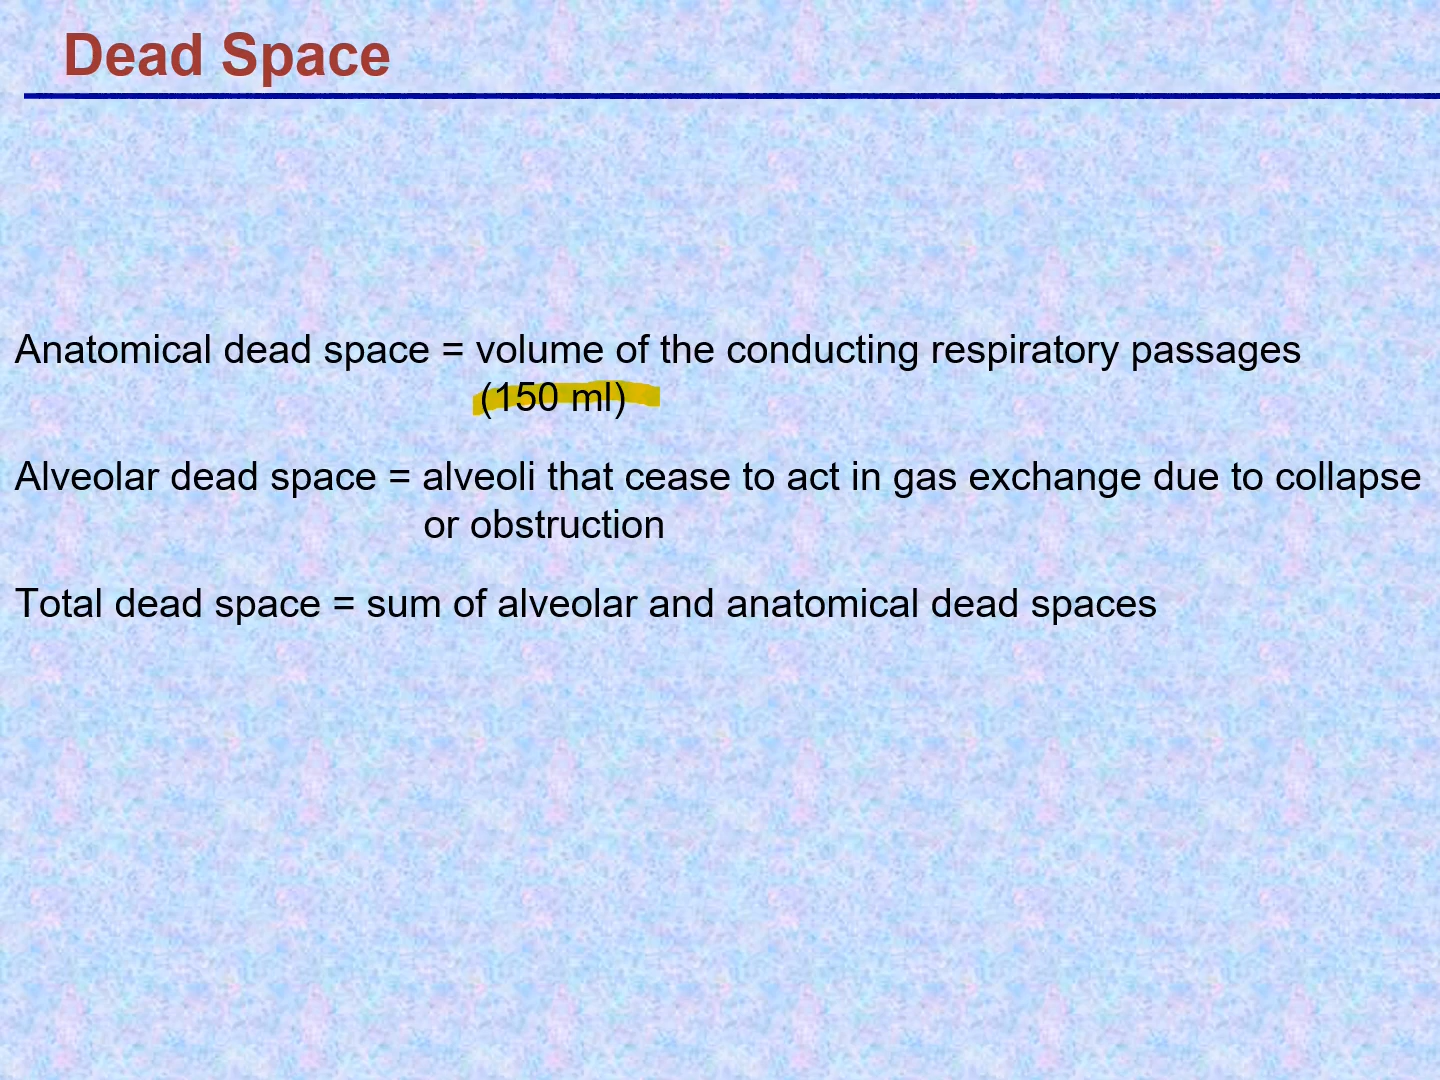 Dead Space
Anatomical dead space = volume of the conducting respiratory passages
(150 ml)
Alveolar dead space = alveoli that cease to act in gas exchange due to collapse
or obstruction
Total dead space = sum of alveolar and anatomical dead spaces